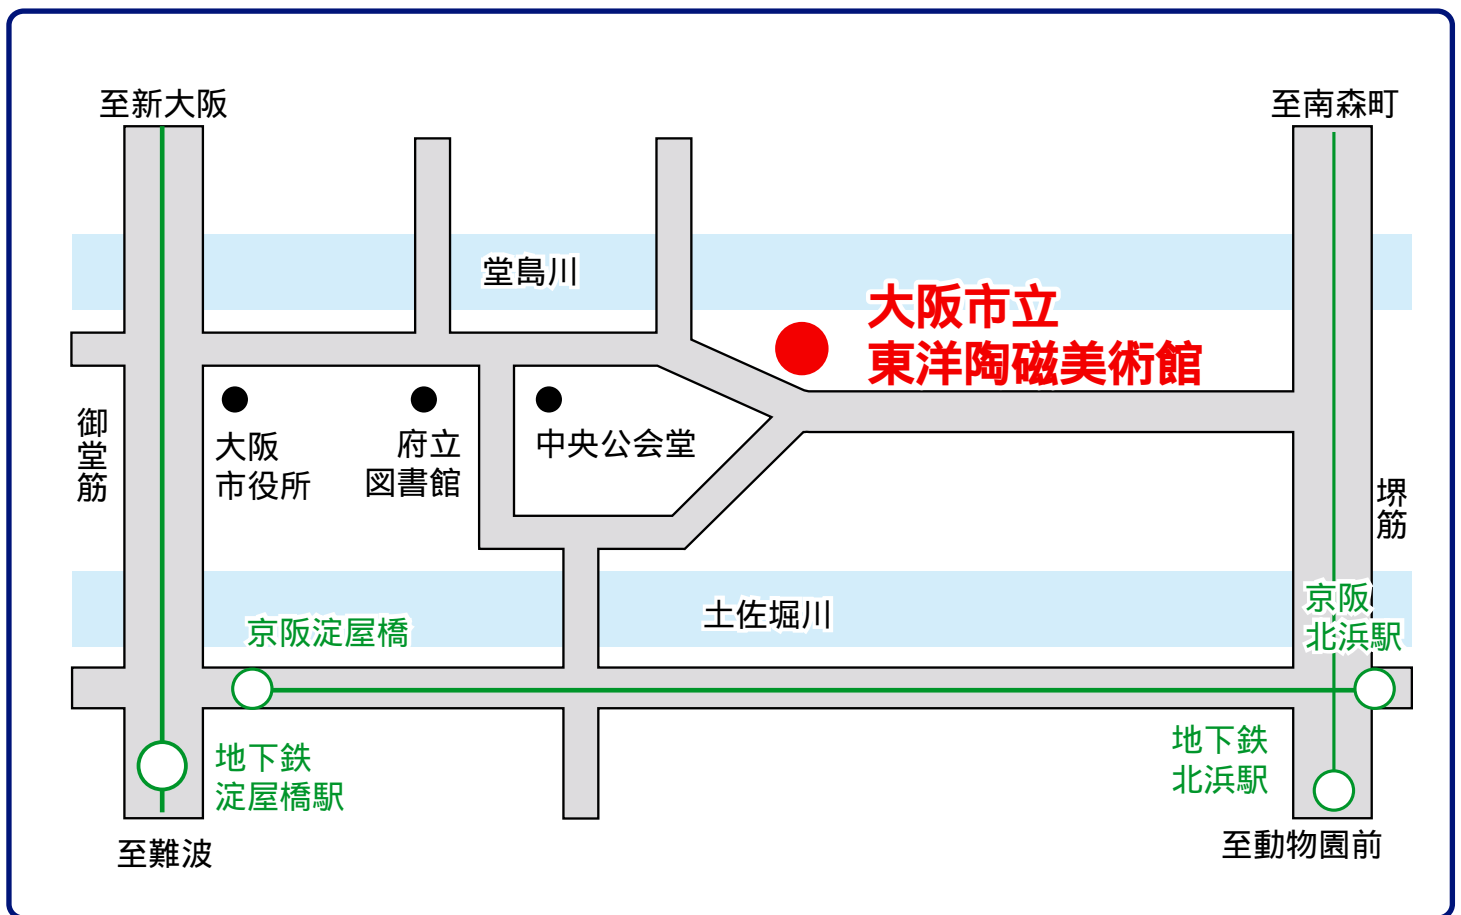 至新大阪
至南森町
堂島川
大阪市立
東洋陶磁美術館
御堂筋
大阪
市役所
府立
図書館
中央公会堂
堺筋
土佐堀川
京阪淀屋橋
京阪
北浜駅
地下鉄
淀屋橋駅
地下鉄
北浜駅
至難波
至動物園前